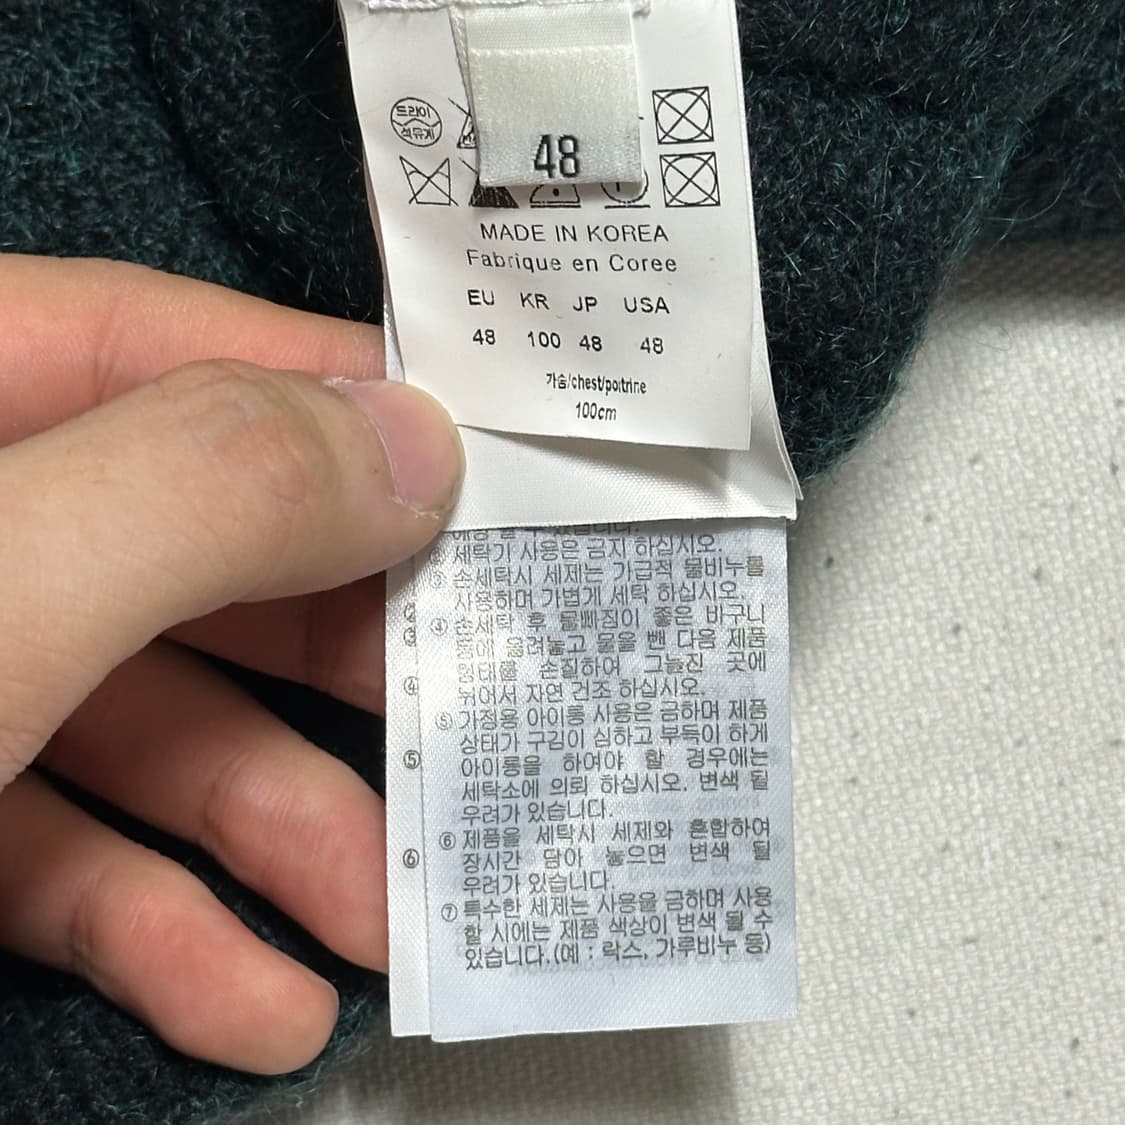 48
드라이
석유계
MADE IN KOREA
Fabrique en Coree
EU KR JP USA
48 100 48 48
가슴/chest/poitrine
100cm
세탁기 사용은 금지 하십시오.
③ 손세탁시 세제는 가급적 물비누를
사용하며 가볍게 세탁 하십시오.
④ 손세탁 후 물빠짐이 좋은 바구니
등에 올려놓고 물을 뺀 다음 제품
형태를 손질하여 그늘진 곳에
뉘어서 자연 건조 하십시오.
⑤ 가정용 아이롱 사용은 금하며 제품
상태가 구김이 심하고 부득이 하게
아이롱을 하여야 할 경우에는
세탁소에 의뢰 하십시오. 변색 될
우려가 있습니다.
⑥ 제품을 세탁시 세제와 혼합하여
장시간 담아 놓으면 변색 될
우려가 있습니다.
⑦ 특수한 세제는 사용을 금하며 사용
할 시에는 제품 색상이 변색 될 수
있습니다.(예 : 락스, 가루비누 등)
②
③
④
⑤
⑥